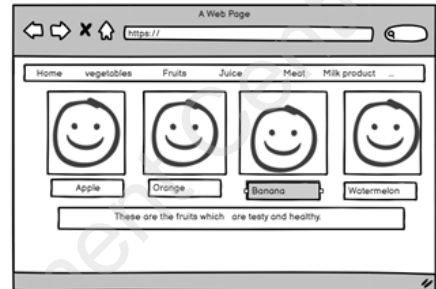 A Web Page
https://
Home vegetables Fruits Juice Meat Milk product ...
Apple Orange Banana Watermelon
These are the fruits which are testy and healthy.